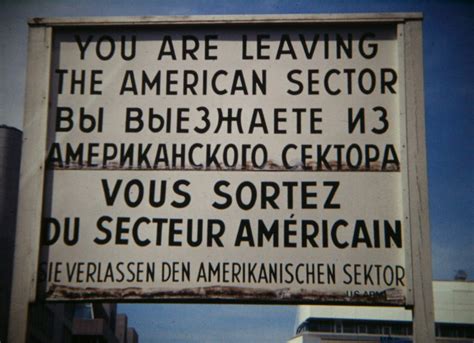 YOU ARE LEAVING
THE AMERICAN SECTOR
ВЫ ВЫЕЗЖАЕТЕ ИЗ
АМЕРИКАНСКОГО СЕКТОРА
VOUS SORTEZ
DU SECTEUR AMÉRICAIN
SIE VERLASSEN DEN AMERIKANISCHEN SEKTOR
US ARMY